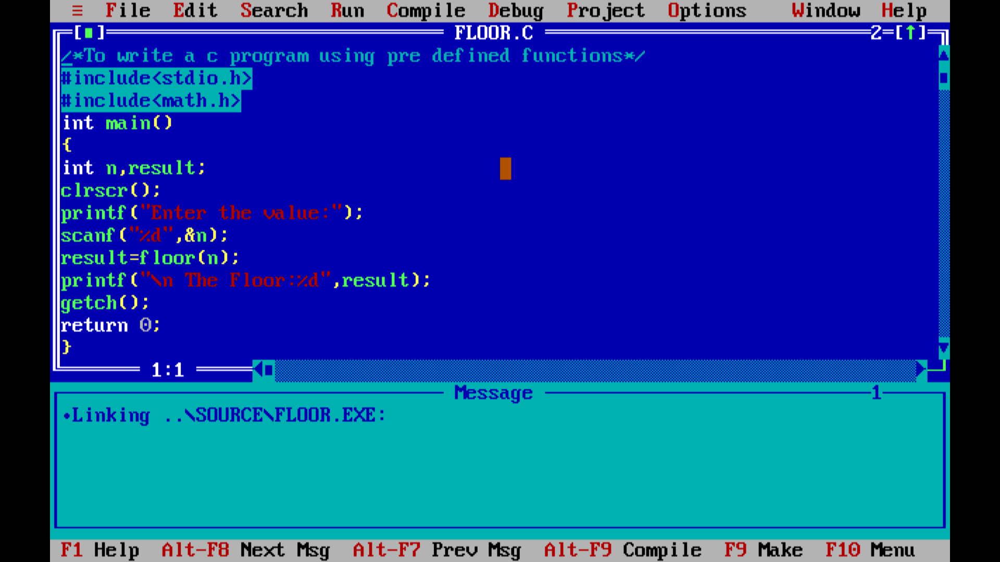 ≡ File Edit Search Run Compile Debug Project Options Window Help
[■] FLOOR.C 2=[↑]
/*To write a c program using pre defined functions*/
#include<stdio.h>
#include<math.h>
int main()
{
int n,result;
clrscr();
printf("Enter the value:");
scanf("%d",&n);
result=floor(n);
printf("\n The Floor:%d",result);
getch();
return 0;
}
1:1
Message 1
•Linking ..\SOURCE\FLOOR.EXE:
F1 Help Alt-F8 Next Msg Alt-F7 Prev Msg Alt-F9 Compile F9 Make F10 Menu